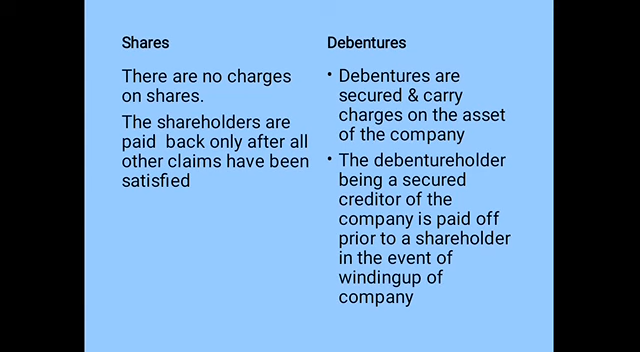 Shares
There are no charges
on shares.
The shareholders are
paid back only after all
other claims have been
satisfied
Debentures
• Debentures are
secured & carry
charges on the asset
of the company
• The debentureholder
being a secured
creditor of the
company is paid off
prior to a shareholder
in the event of
windingup of
company